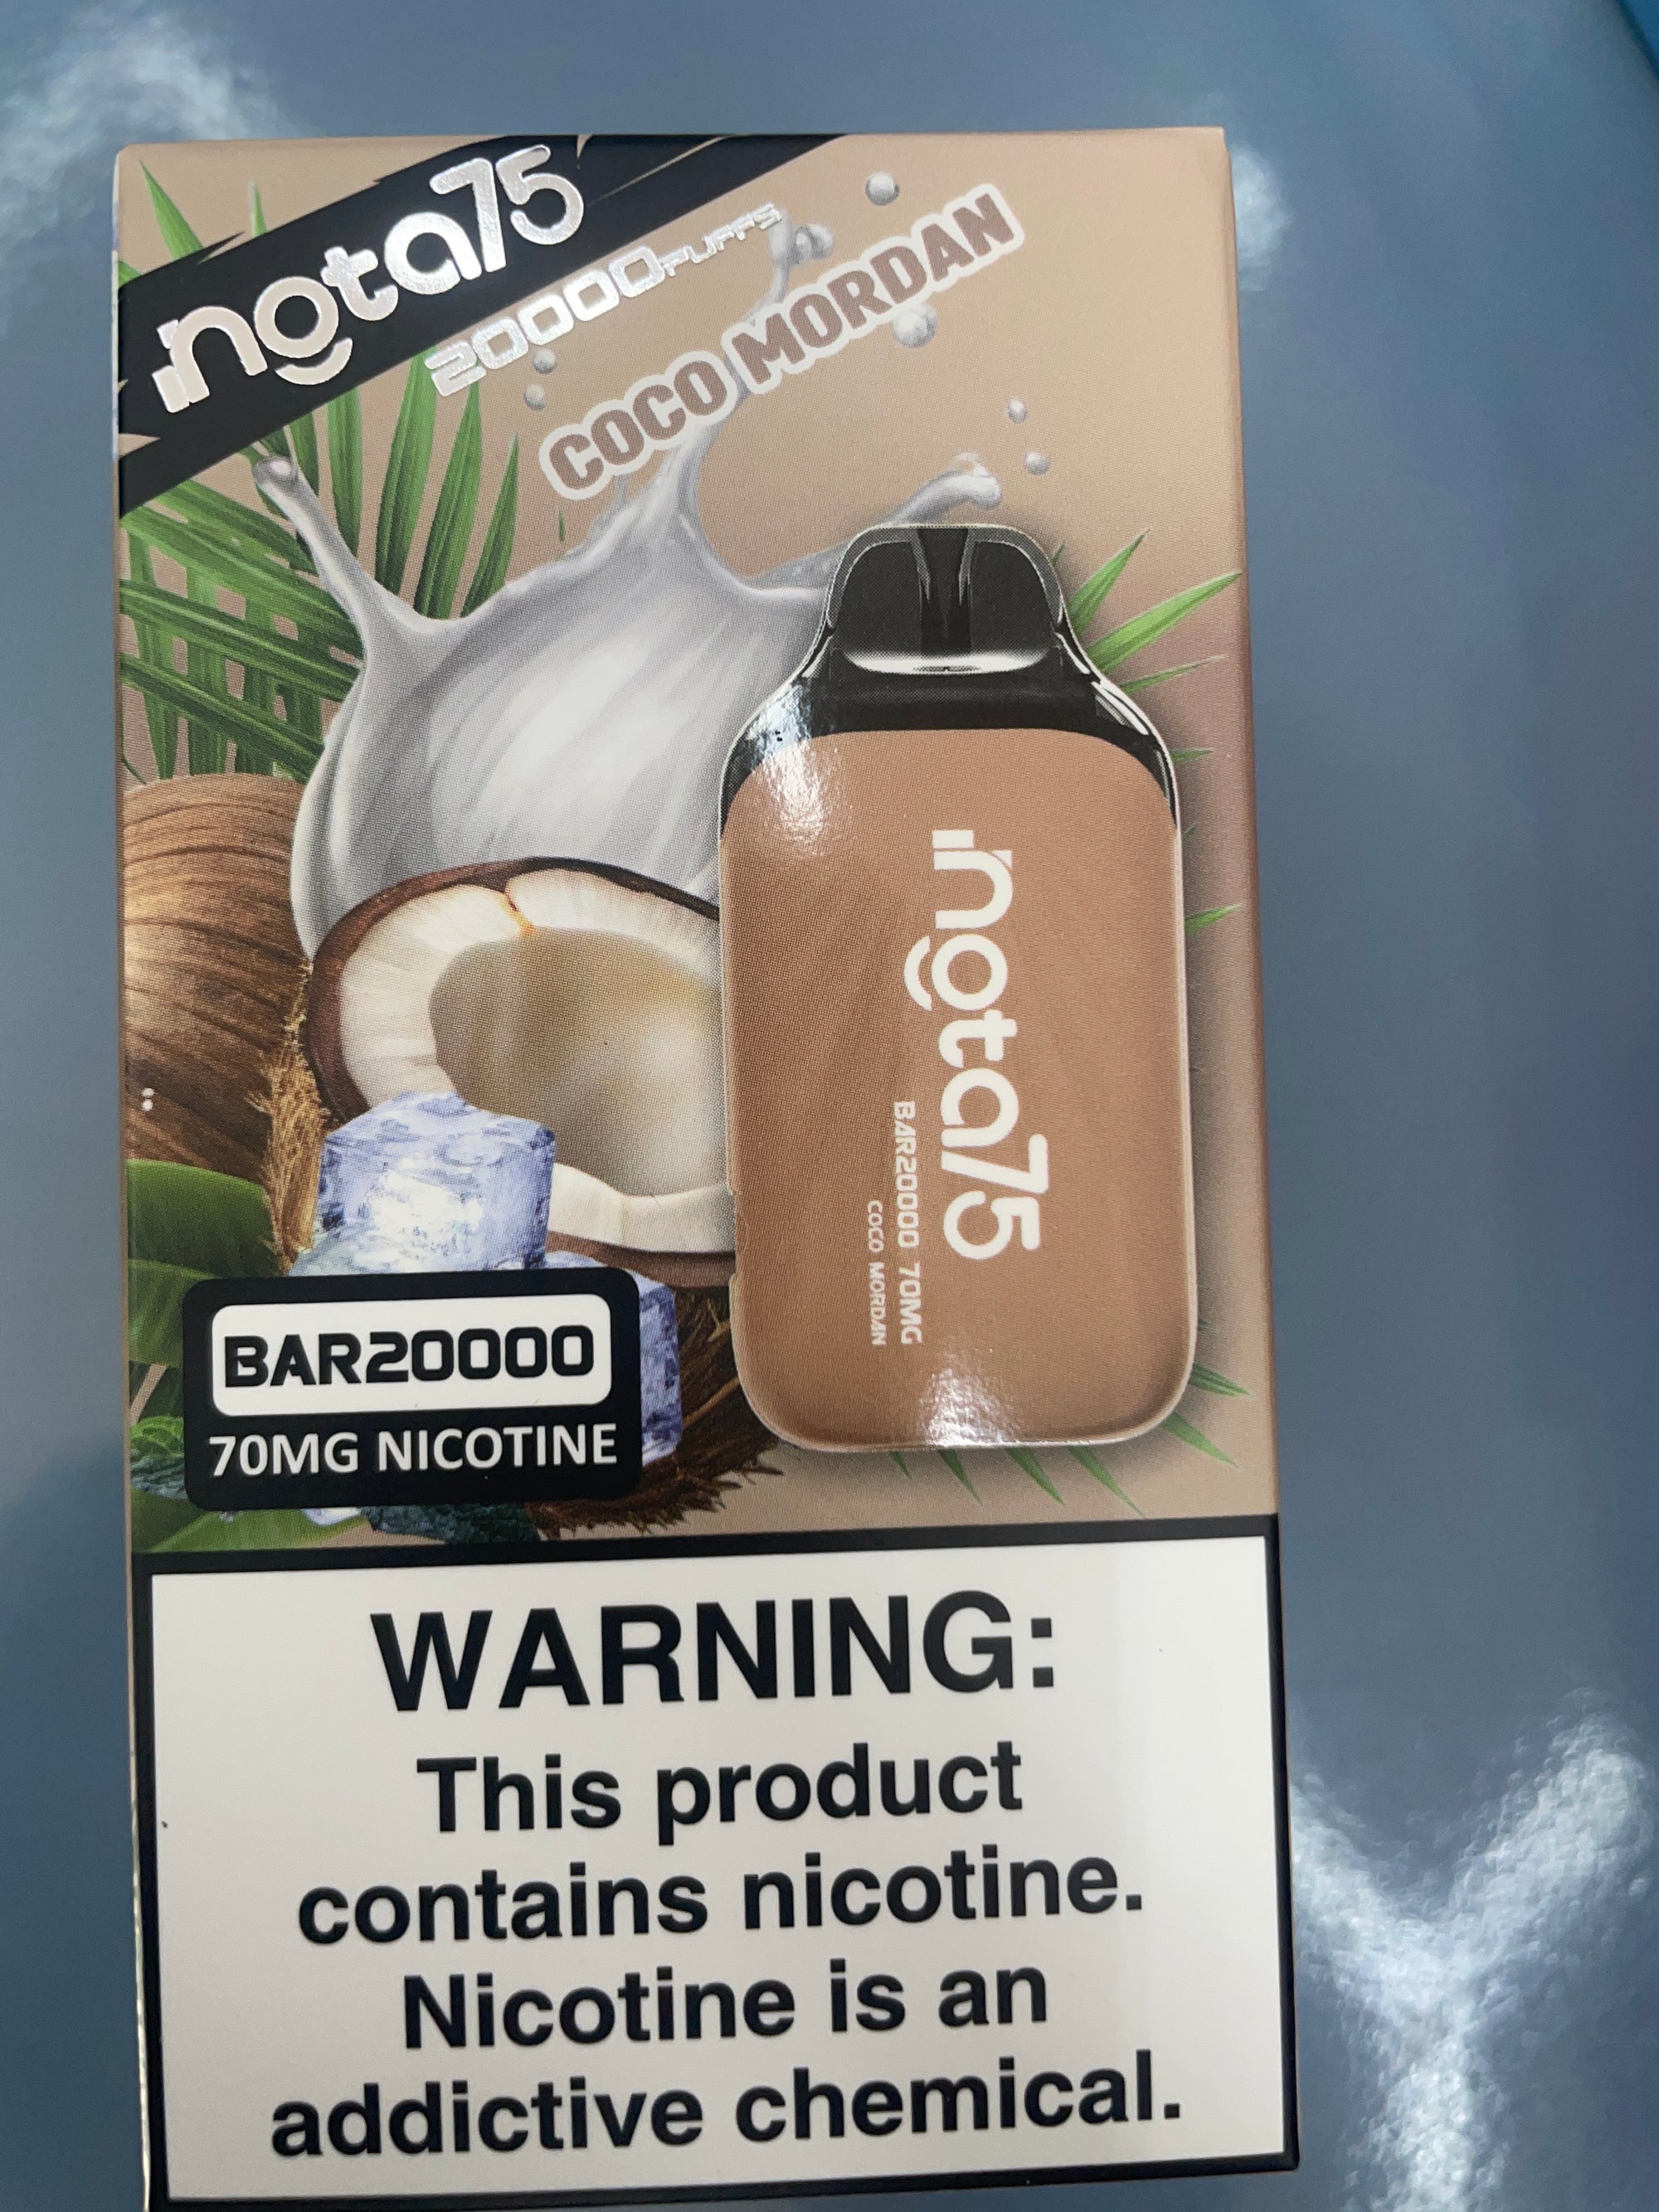 ingta75
20000PUFFS
COCO MORDAN
ingta75
BAR20000 70MG
COCO MORDAN
BAR20000
70MG NICOTINE
WARNING:
This product
contains nicotine.
Nicotine is an
addictive chemical.